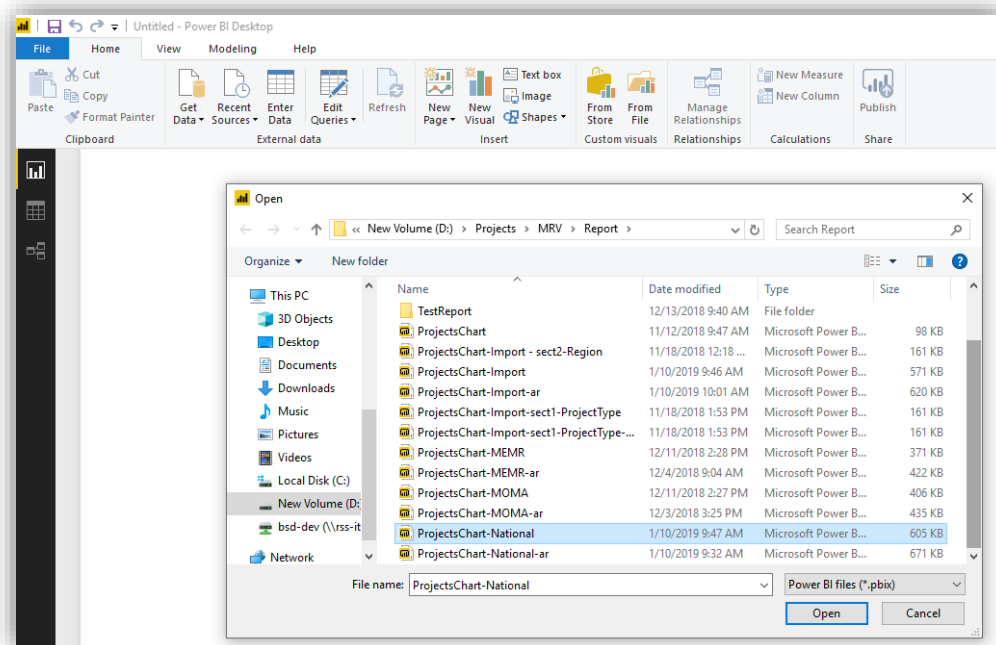 Untitled - Power BI Desktop
File Home View Modeling Help
Paste
Cut
Copy
Format Painter
Clipboard
Get Data
Recent Sources
Enter Data
Edit Queries
External data
Refresh
New Page
New Visual
Text box
Image
Shapes
Insert
From Store
From File
Custom visuals
Manage Relationships
Relationships
New Measure
New Column
Calculations
Publish
Share
Open
« New Volume (D:) > Projects > MRV > Report >
Search Report
Organize New folder
This PC
3D Objects
Desktop
Documents
Downloads
Music
Pictures
Videos
Local Disk (C:)
New Volume (D:
bsd-dev (\\rss-it
Network
Name Date modified Type Size
TestReport 12/13/2018 9:40 AM File folder
ProjectsChart 11/12/2018 9:47 AM Microsoft Power B... 98 KB
ProjectsChart-Import - sect2-Region 11/18/2018 12:18 ... Microsoft Power B... 161 KB
ProjectsChart-Import 1/10/2019 9:46 AM Microsoft Power B... 571 KB
ProjectsChart-Import-ar 1/10/2019 10:01 AM Microsoft Power B... 620 KB
ProjectsChart-Import-sect1-ProjectType 11/18/2018 1:53 PM Microsoft Power B... 161 KB
ProjectsChart-Import-sect1-ProjectType-... 11/18/2018 1:53 PM Microsoft Power B... 161 KB
ProjectsChart-MEMR 12/11/2018 2:28 PM Microsoft Power B... 371 KB
ProjectsChart-MEMR-ar 12/4/2018 9:04 AM Microsoft Power B... 422 KB
ProjectsChart-MOMA 12/11/2018 2:27 PM Microsoft Power B... 406 KB
ProjectsChart-MOMA-ar 12/3/2018 3:25 PM Microsoft Power B... 435 KB
ProjectsChart-National 1/10/2019 9:47 AM Microsoft Power B... 605 KB
ProjectsChart-National-ar 1/10/2019 9:32 AM Microsoft Power B... 671 KB
File name: ProjectsChart-National
Power BI files (*.pbix)
Open Cancel